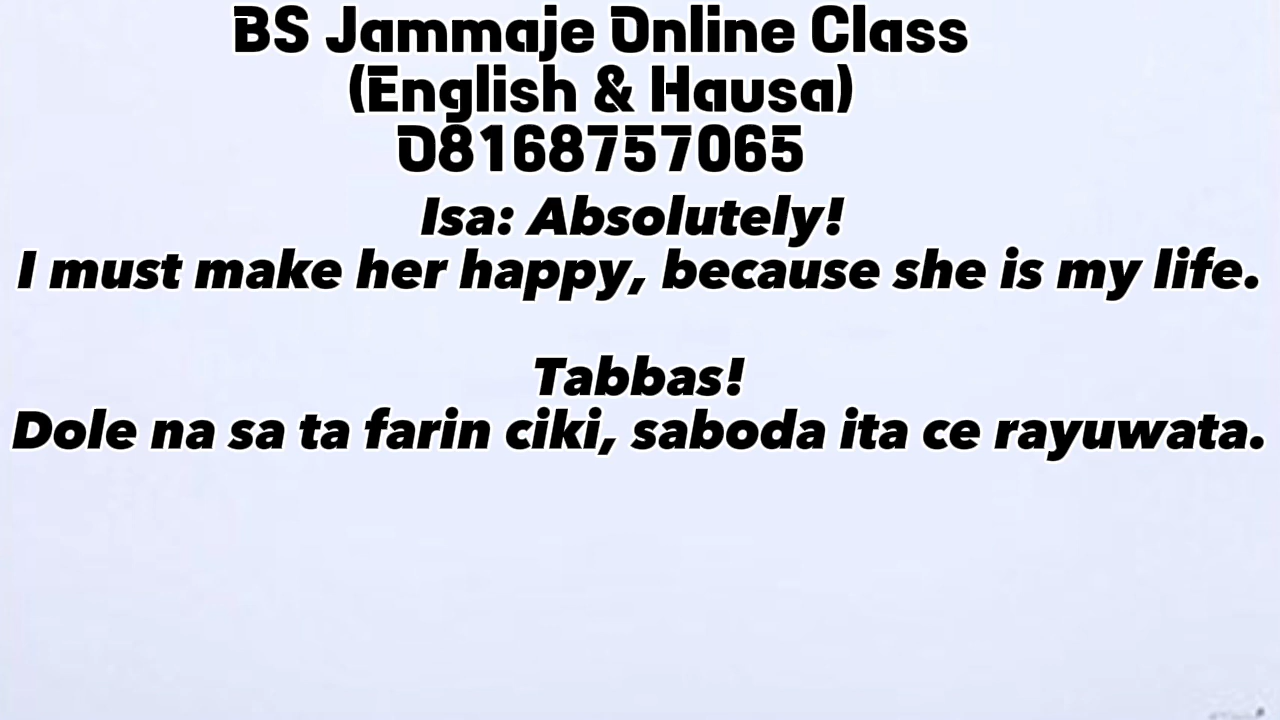 BS Jammaje Online Class
(English & Hausa)
08168757065
Isa: Absolutely!
I must make her happy, because she is my life.
Tabbas!
Dole na sa ta farin ciki, saboda ita ce rayuwata.